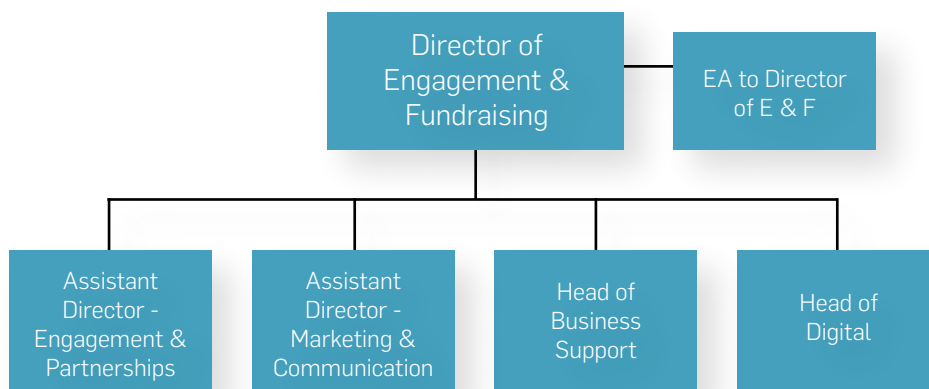 Director of
Engagement &
Fundraising
EA to Director
of E & F
Assistant
Director -
Engagement &
Partnerships
Assistant
Director -
Marketing &
Communication
Head of
Business
Support
Head of
Digital